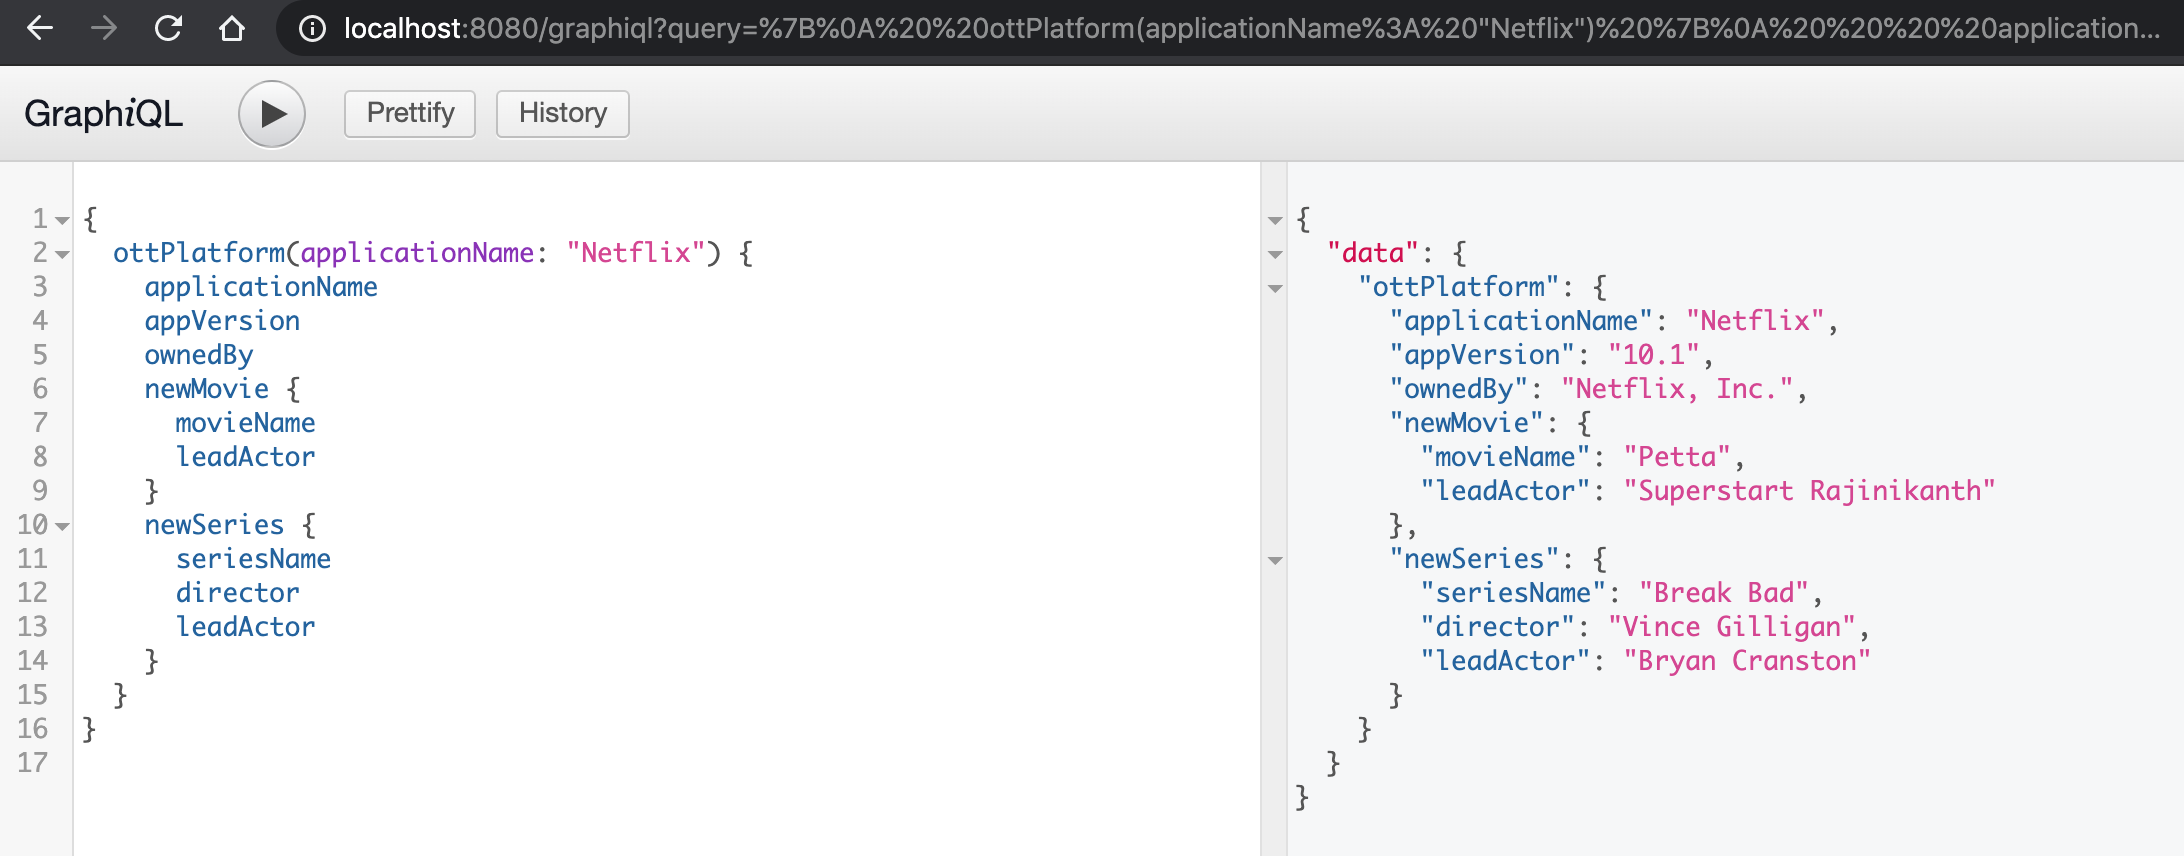 localhost:8080/graphiql?query=%7B%0A%20%20ottPlatform(applicationName%3A%20"Netflix")%20%7B%0A%20%20%20%20application...
GraphiQL
Prettify
History
1 {
2 ottPlatform(applicationName: "Netflix") {
3 applicationName
4 appVersion
5 ownedBy
6 newMovie {
7 movieName
8 leadActor
9 }
10 newSeries {
11 seriesName
12 director
13 leadActor
14 }
15 }
16 }
17
{
"data": {
"ottPlatform": {
"applicationName": "Netflix",
"appVersion": "10.1",
"ownedBy": "Netflix, Inc.",
"newMovie": {
"movieName": "Petta",
"leadActor": "Superstart Rajinikanth"
},
"newSeries": {
"seriesName": "Break Bad",
"director": "Vince Gilligan",
"leadActor": "Bryan Cranston"
}
}
}
}